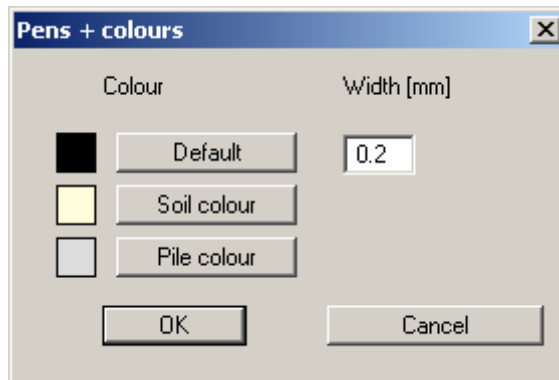 Pens + colours
Colour Width [mm]
Default 0.2
Soil colour
Pile colour
OK Cancel